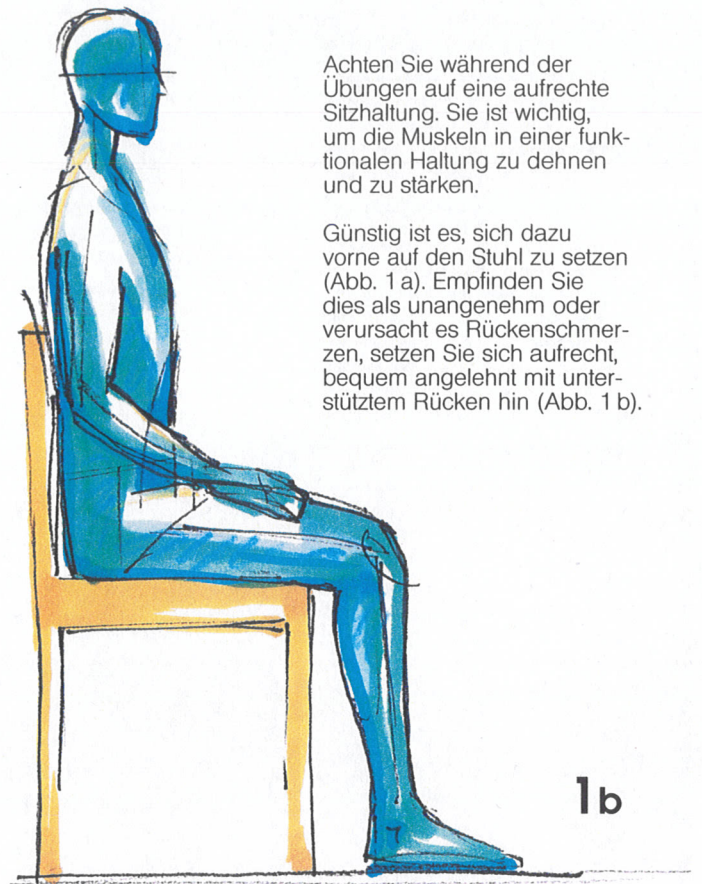 Achten Sie während der
Übungen auf eine aufrechte
Sitzhaltung. Sie ist wichtig,
um die Muskeln in einer funk-
tionalen Haltung zu dehnen
und zu stärken.
Günstig ist es, sich dazu
vorne auf den Stuhl zu setzen
(Abb. 1 a). Empfinden Sie
dies als unangenehm oder
verursacht es Rückenschmer-
zen, setzen Sie sich aufrecht,
bequem angelehnt mit unter-
stütztem Rücken hin (Abb. 1 b).
1b